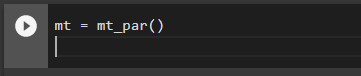 mt = mt_par()